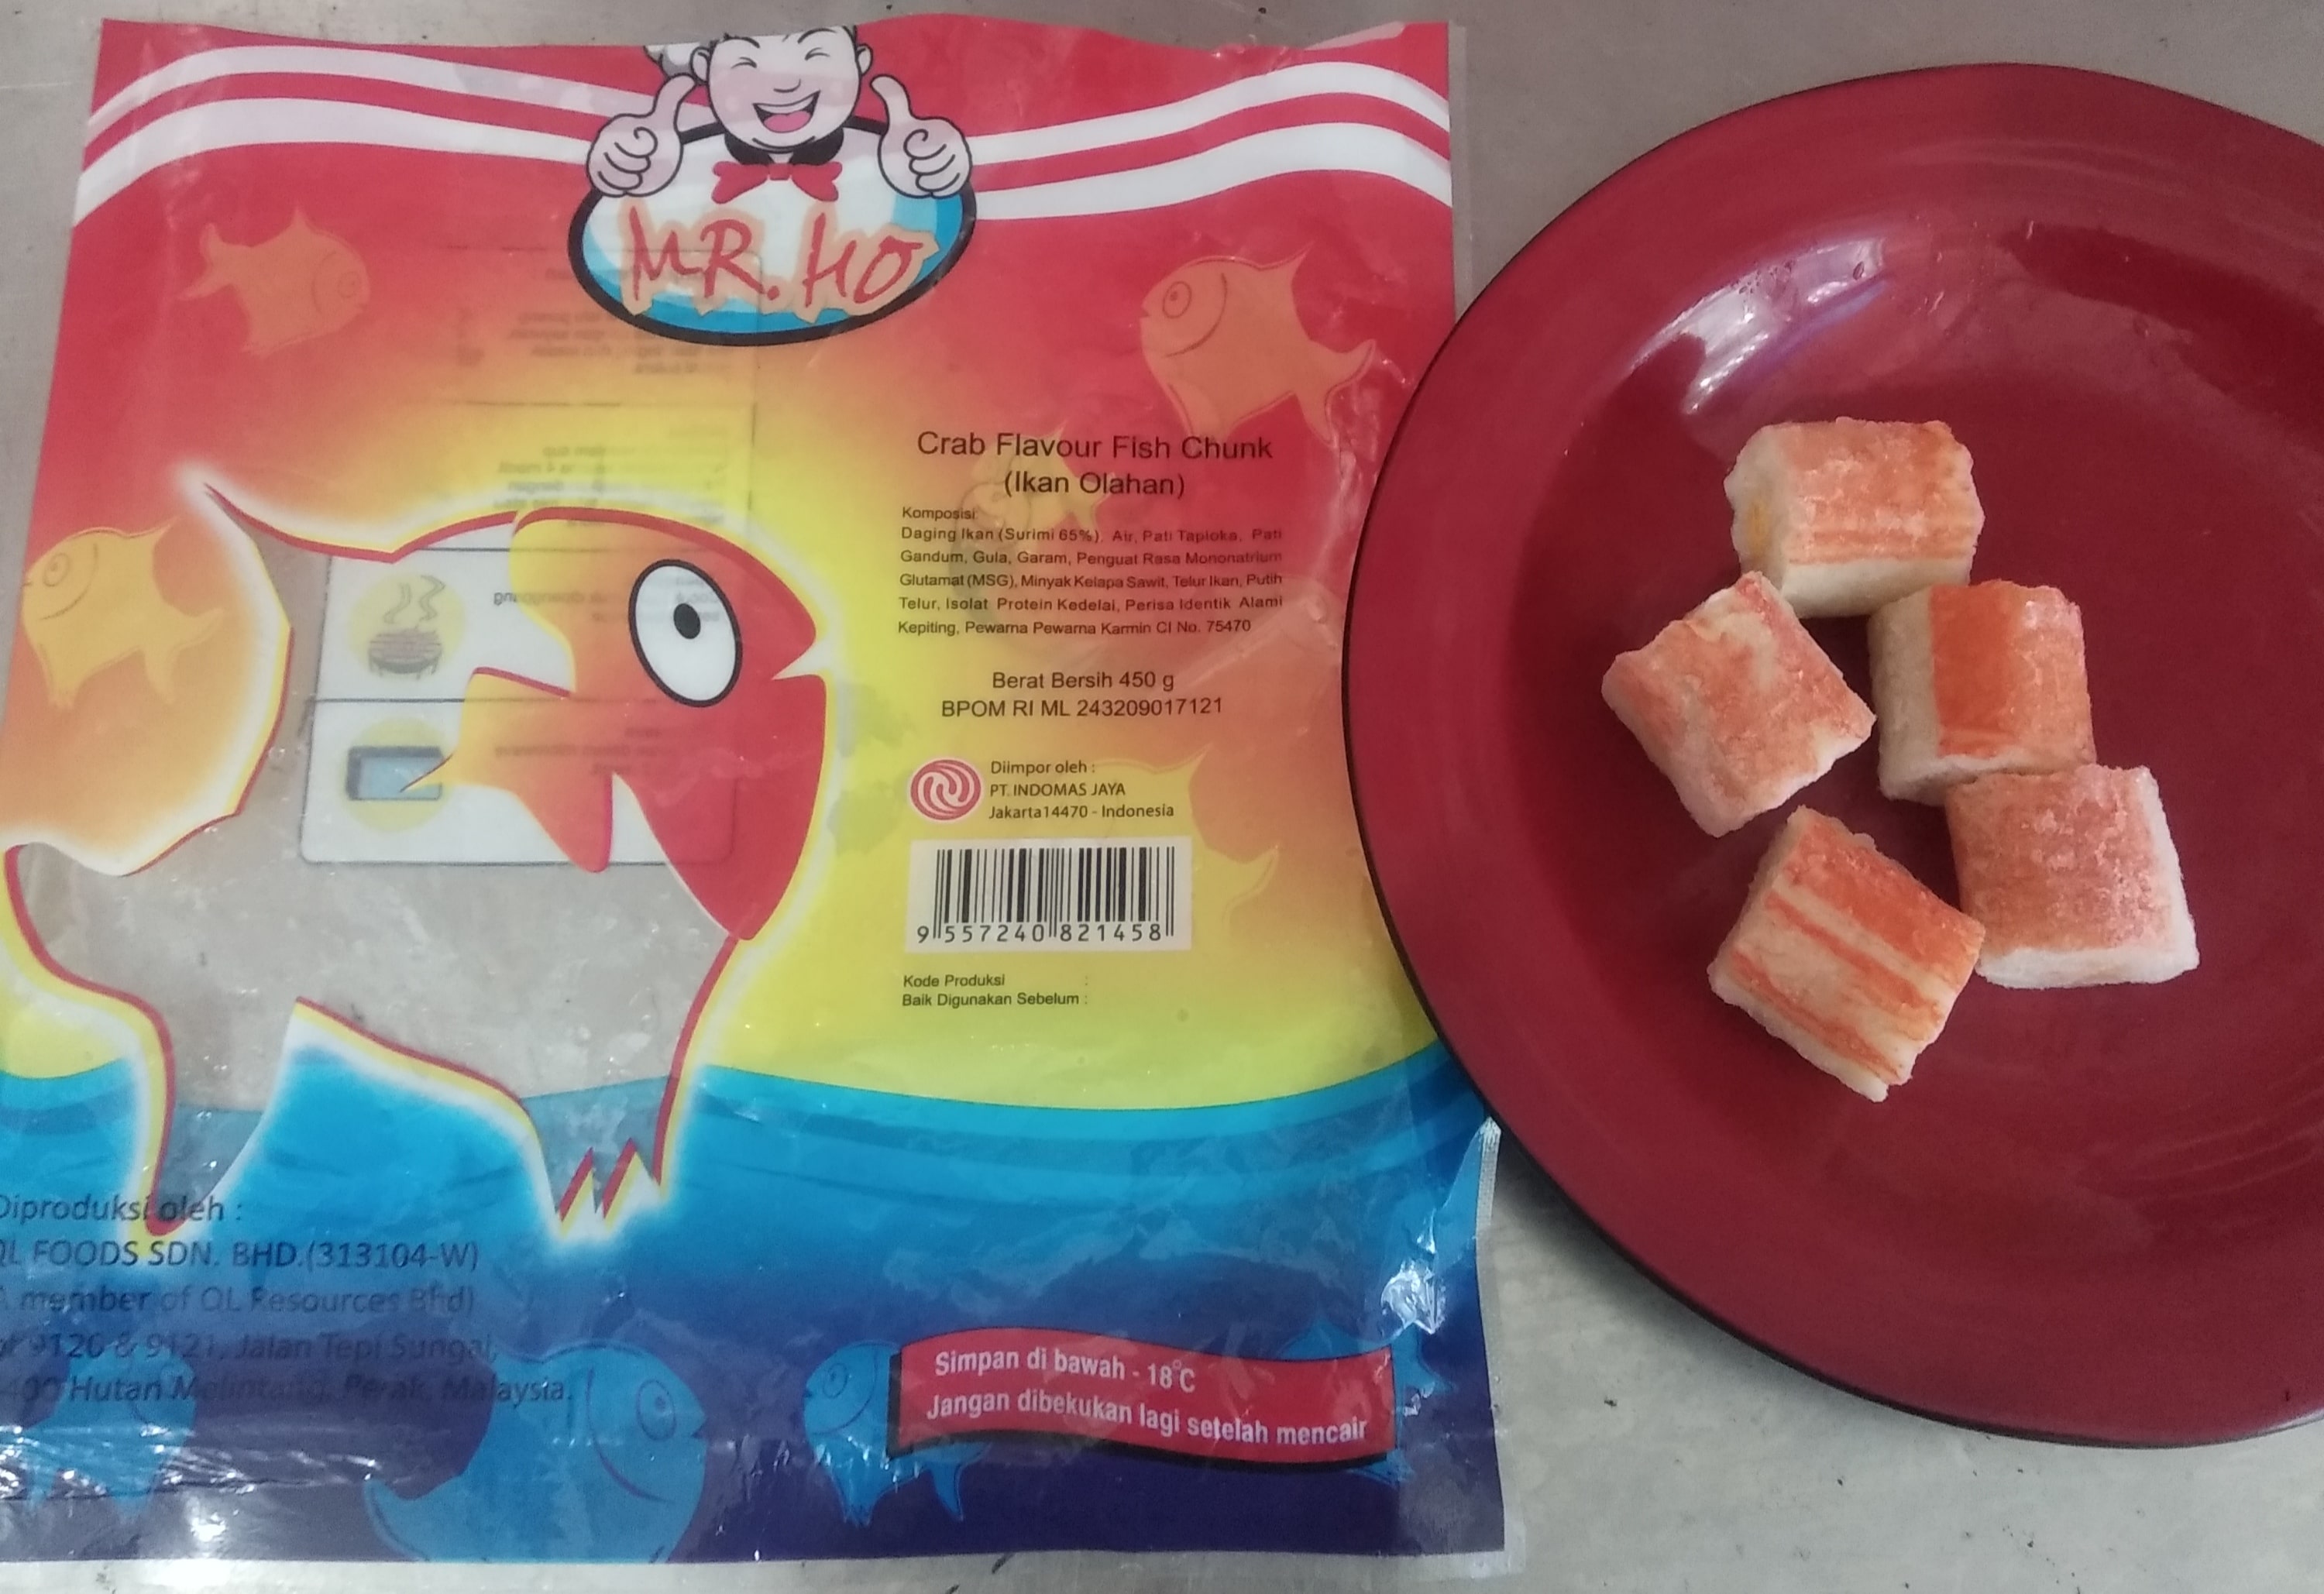 MR. HO
Crab Flavour Fish Chunk
(Ikan Olahan)
Komposisi
Daging Ikan (Surimi 65%), Air, Pati Tapioka, Pati
Gandum, Gula, Garam, Penguat Rasa Mononatrium
Glutamat (MSG), Minyak Kelapa Sawit, Telur Ikan, Putih
Telur, Isolat Protein Kedelai, Perisa Identik Alami
Kepiting, Pewarna Pewarna Karmin CI No. 75470
Berat Bersih 450 g
BPOM RI ML 243209017121
Diimpor oleh :
PT. INDOMAS JAYA
Jakarta14470 - Indonesia
9 557240 821458
Kode Produksi :
Baik Digunakan Sebelum :
Diproduksi oleh :
QL FOODS SDN. BHD.(313104-W)
member of QL Resources Bhd)
9120 & 9121, Jalan Tepi Sungai,
400 Hutan Melintang, Perak, Malaysia.
Simpan di bawah - 18°C
Jangan dibekukan lagi setelah mencair